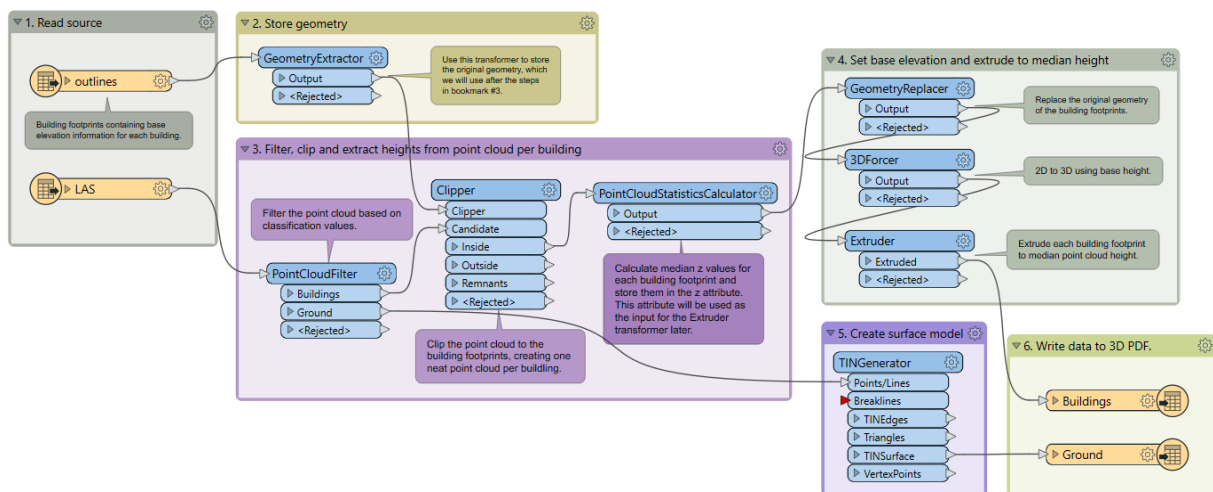 1. Read source
outlines
Building footprints containing base
elevation information for each building.
LAS
2. Store geometry
GeometryExtractor
Output
<Rejected>
Use this transformer to store
the original geometry, which
we will use after the steps
in bookmark #3.
3. Filter, clip and extract heights from point cloud per building
Filter the point cloud based on
classification values.
PointCloudFilter
Buildings
Ground
<Rejected>
Clipper
Clipper
Candidate
Inside
Outside
Remnants
<Rejected>
Clip the point cloud to the
building footprints, creating one
neat point cloud per buildling.
PointCloudStatisticsCalculator
Output
<Rejected>
Calculate median z values for
each building footprint and
store them in the z attribute.
This attribute will be used as
the input for the Extruder
transformer later.
4. Set base elevation and extrude to median height
GeometryReplacer
Output
<Rejected>
Replace the original geometry
of the building footprints.
3DForcer
Output
<Rejected>
2D to 3D using base height.
Extruder
Extruded
<Rejected>
Extrude each building footprint
to median point cloud height.
5. Create surface model
TINGenerator
Points/Lines
Breaklines
TINEdges
Triangles
TINSurface
VertexPoints
6. Write data to 3D PDF.
Buildings
Ground